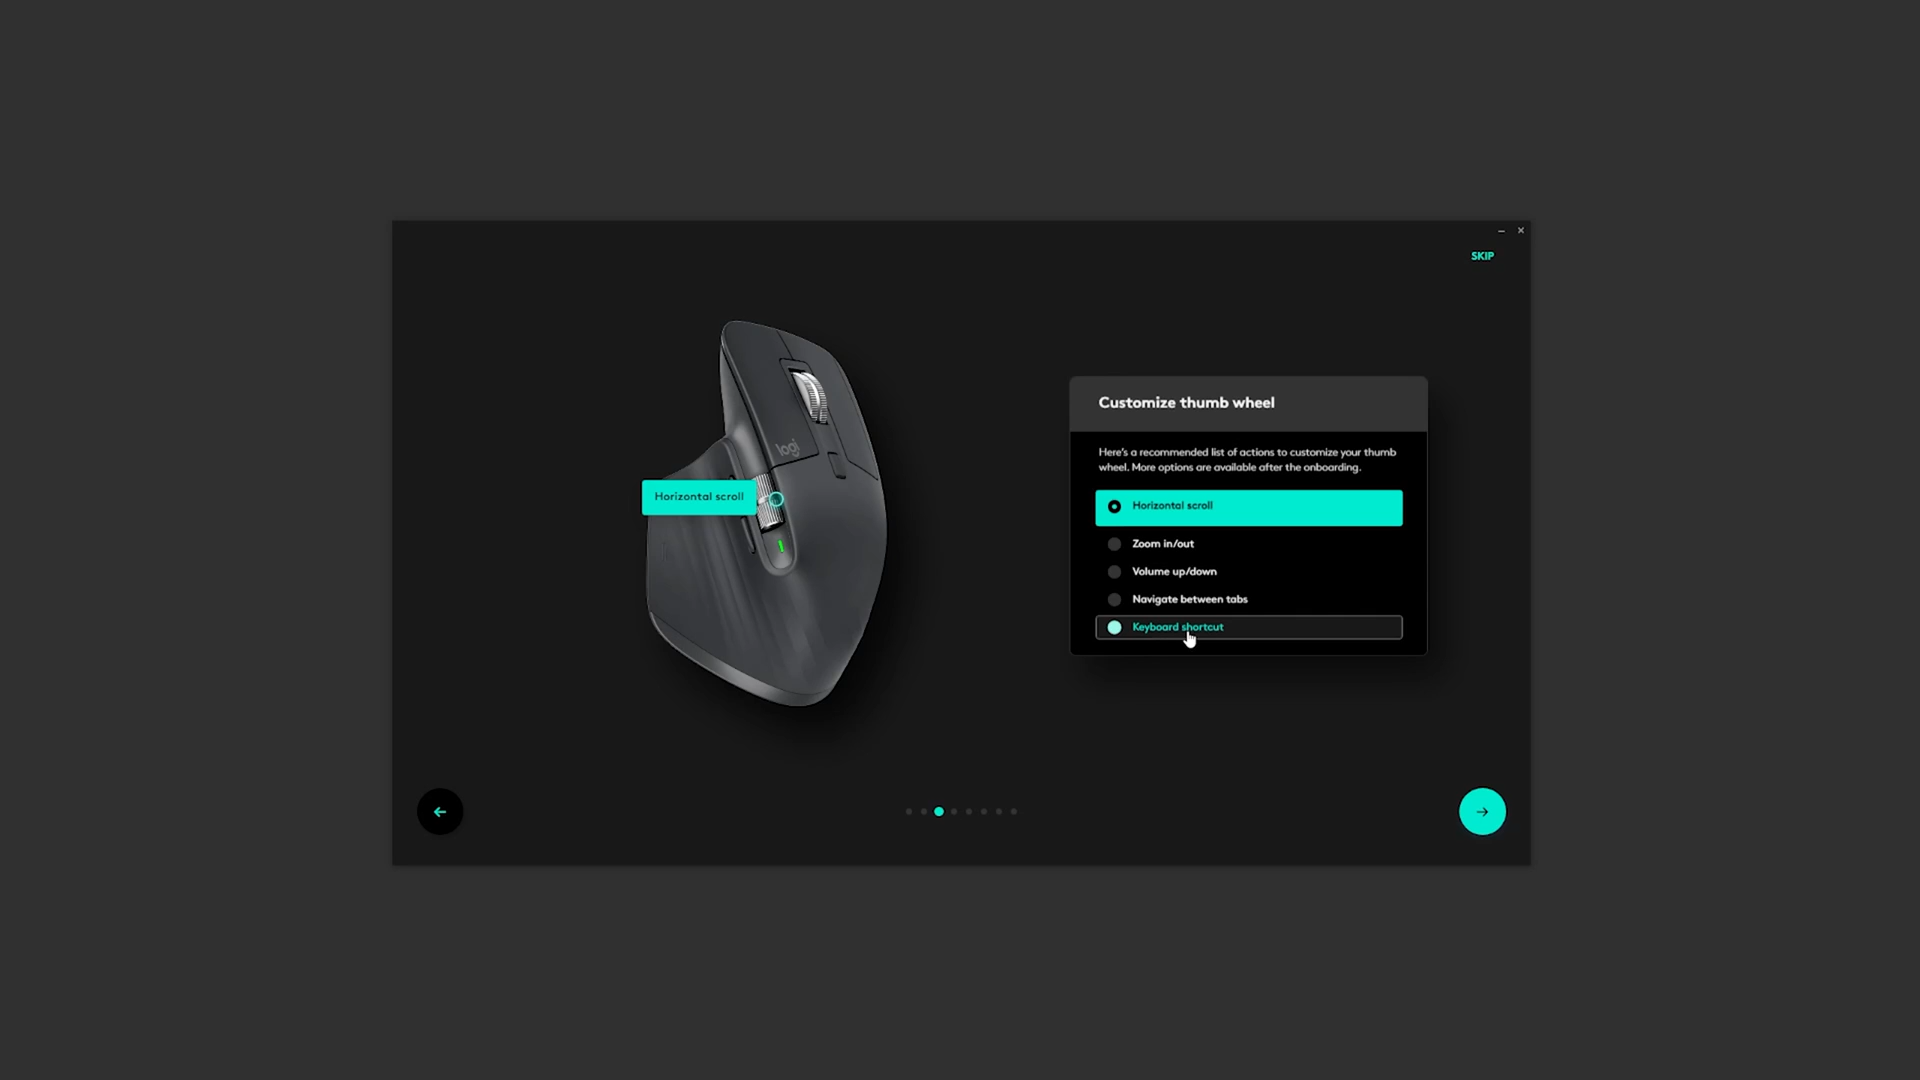 SKIP
Customize thumb wheel
logi
Here's a recommended list of actions to customize your thumb
wheel. More options are available after the onboarding.
Horizontal scroll
Horizontal scroll
Zoom in/out
Volume up/down
Navigate between tabs
Keyboard shortcut